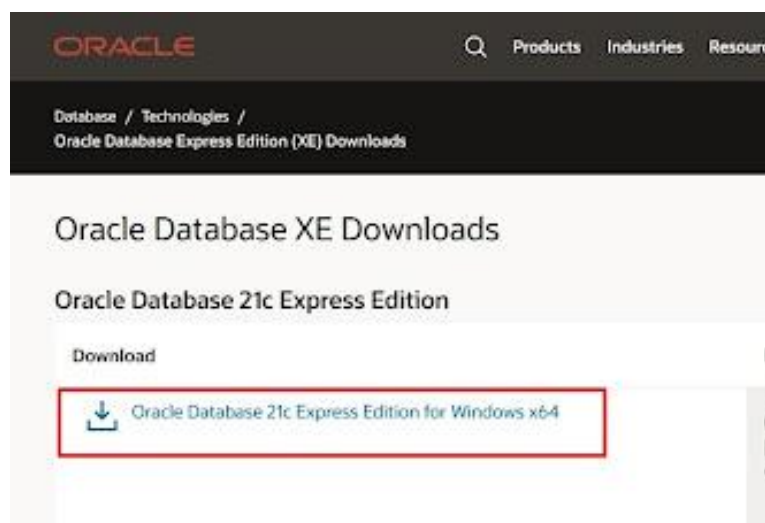 ORACLE Products Industries Resour
Database / Technologies /
Oracle Database Express Edition (XE) Downloads
Oracle Database XE Downloads
Oracle Database 21c Express Edition
Download
Oracle Database 21c Express Edition for Windows x64